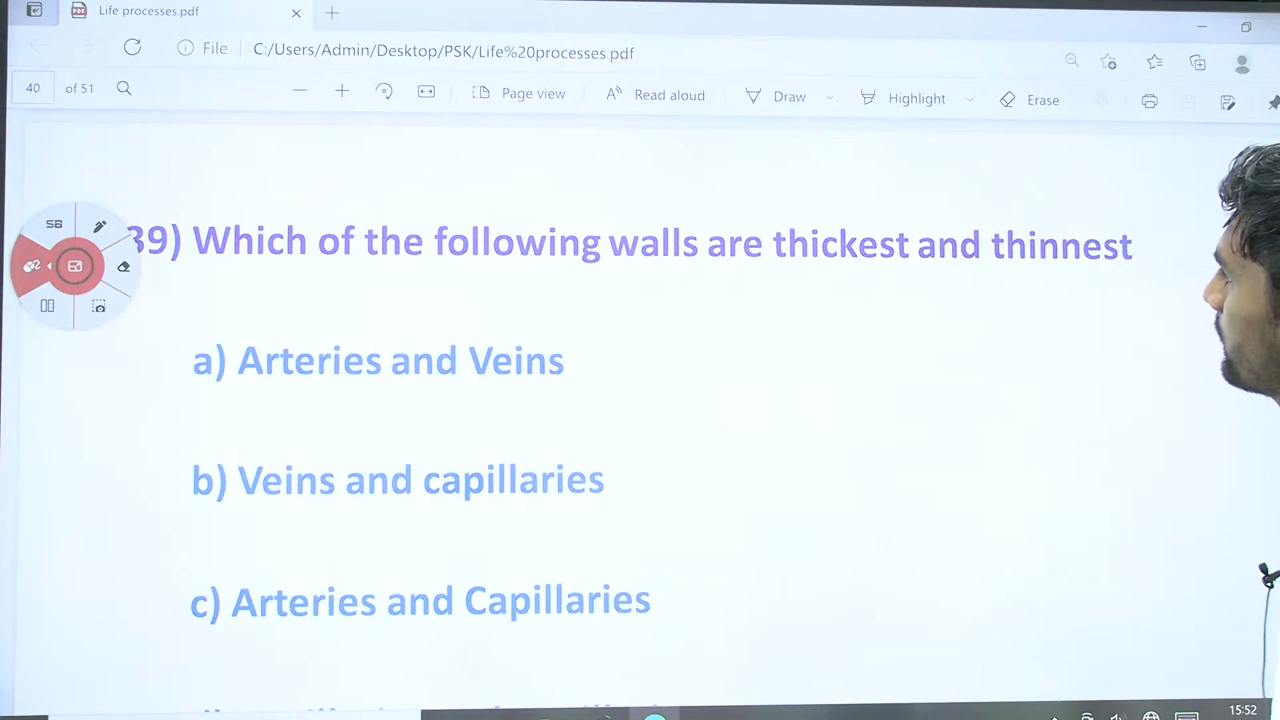 Life processes.pdf
File C:/Users/Admin/Desktop/PSK/Life%20processes.pdf
40 of 51 Page view Read aloud Draw Highlight Erase
39) Which of the following walls are thickest and thinnest
a) Arteries and Veins
b) Veins and capillaries
c) Arteries and Capillaries
15:52